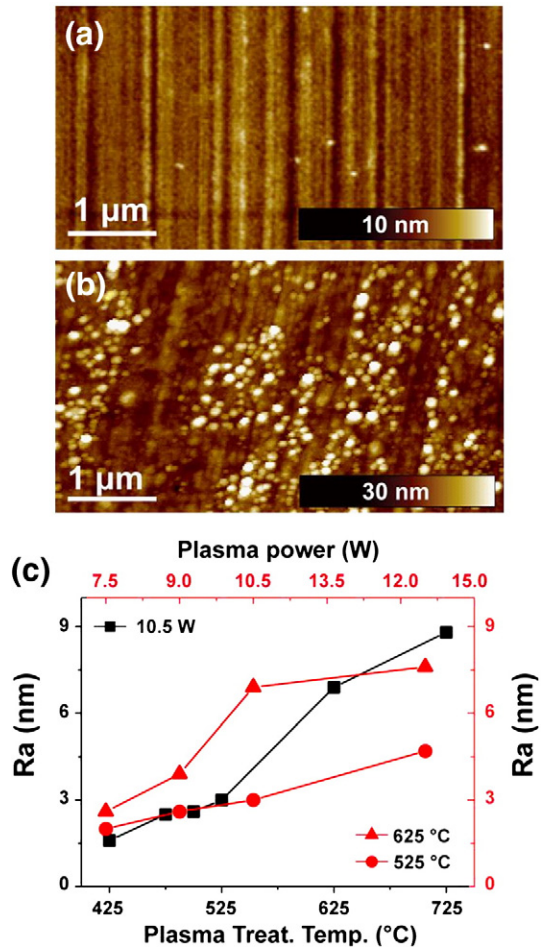 (a)
1 µm
10 nm
(b)
1 µm
30 nm
(c)
Plasma power (W)
7.5 9.0 10.5 13.5 12.0 15.0
10.5 W
9 9
6 6
3 3
0 0
Ra (nm)
Ra (nm)
625 °C
525 °C
425 525 625 725
Plasma Treat. Temp. (°C)